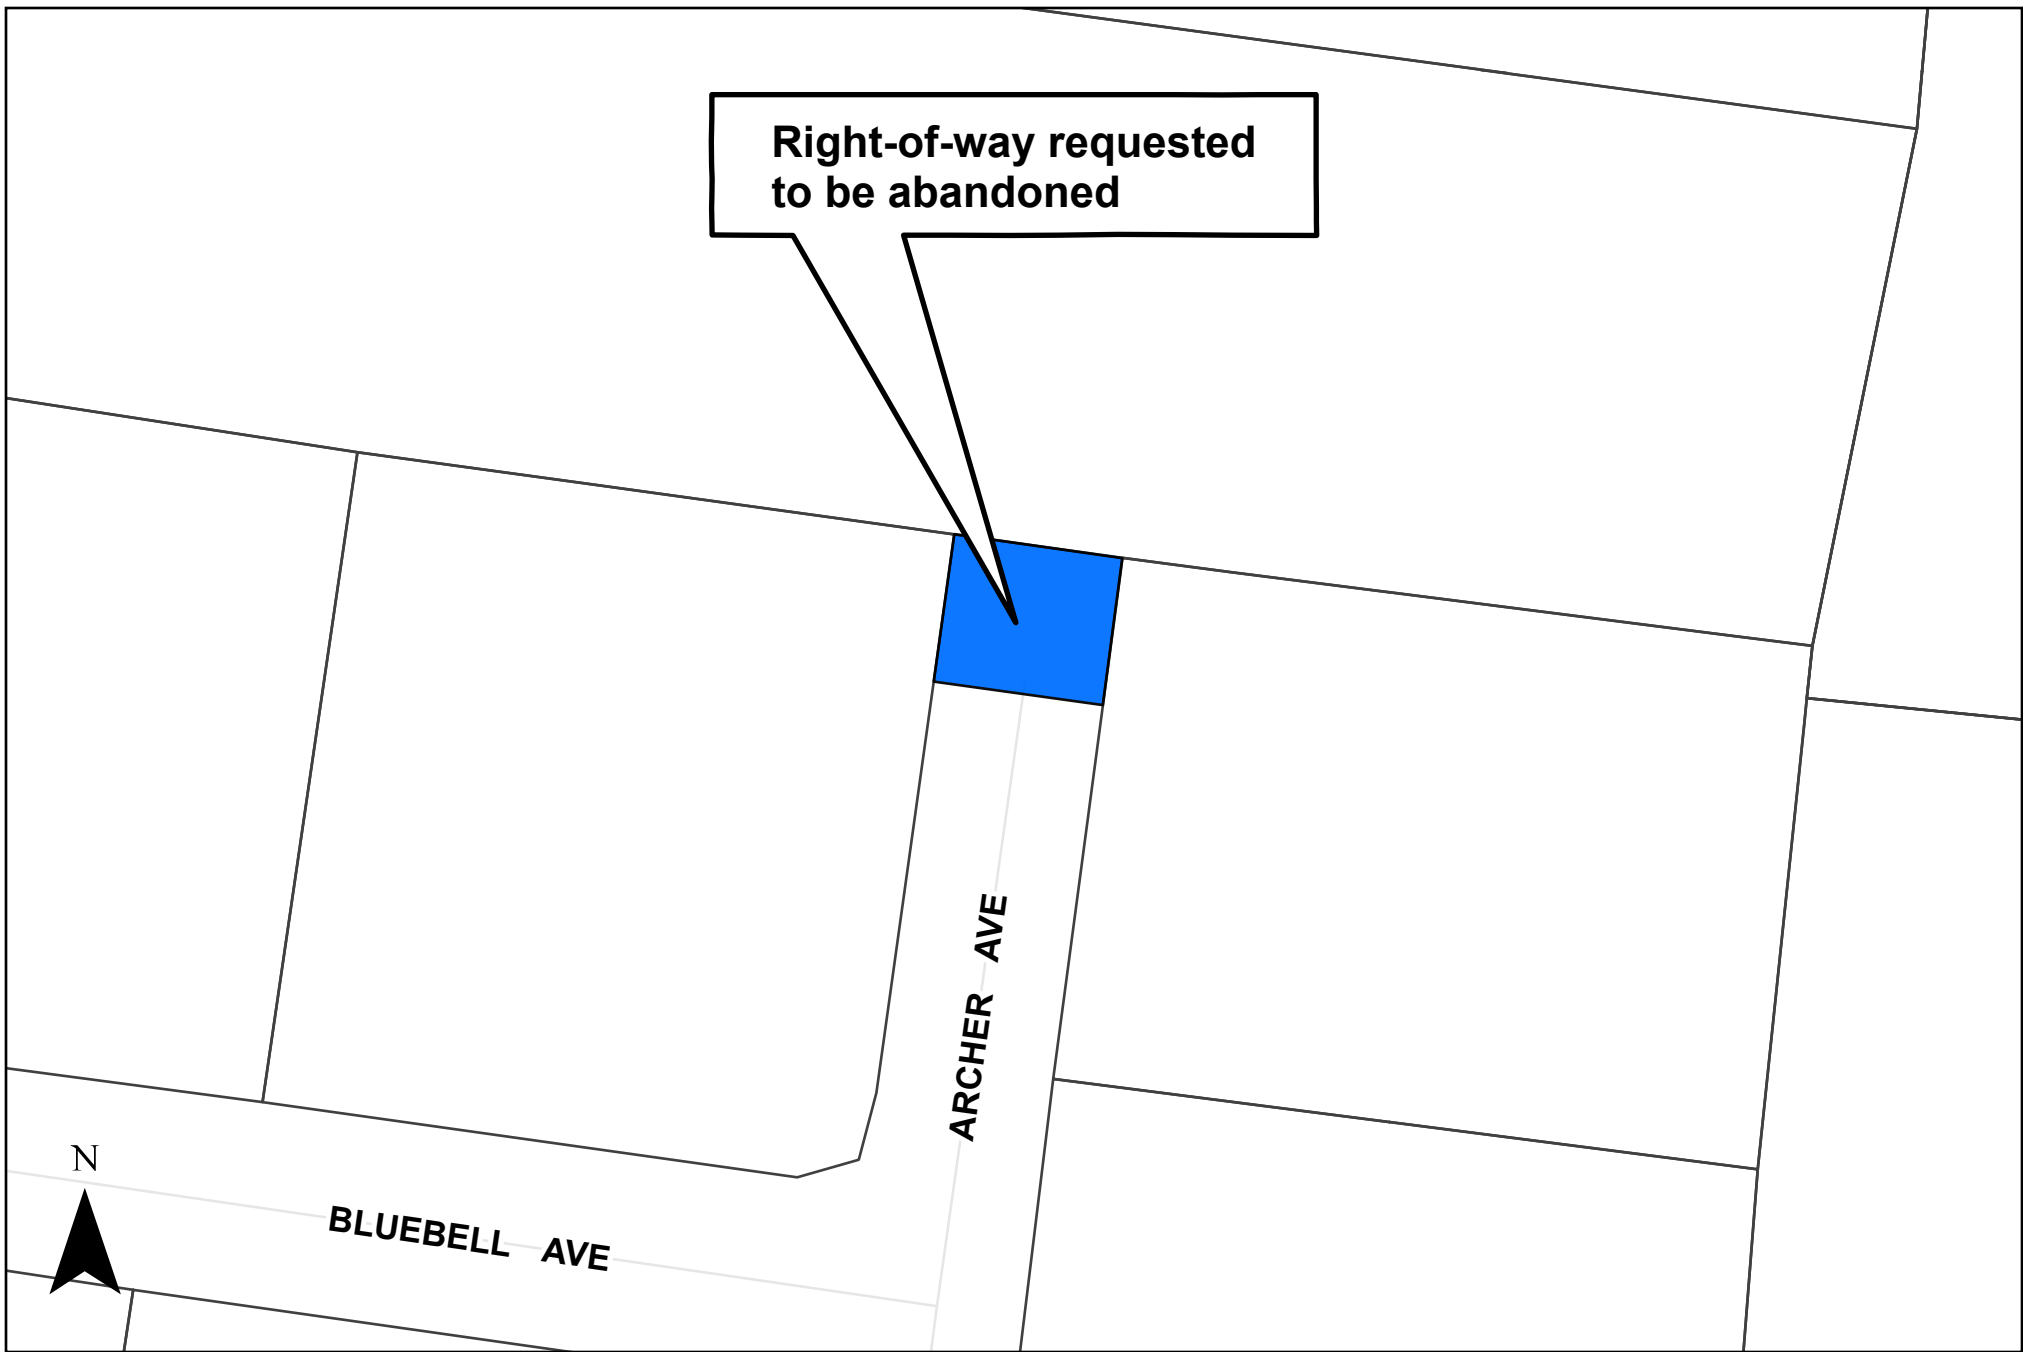 Right-of-way requested
to be abandoned
ARCHER AVE
N
BLUEBELL AVE